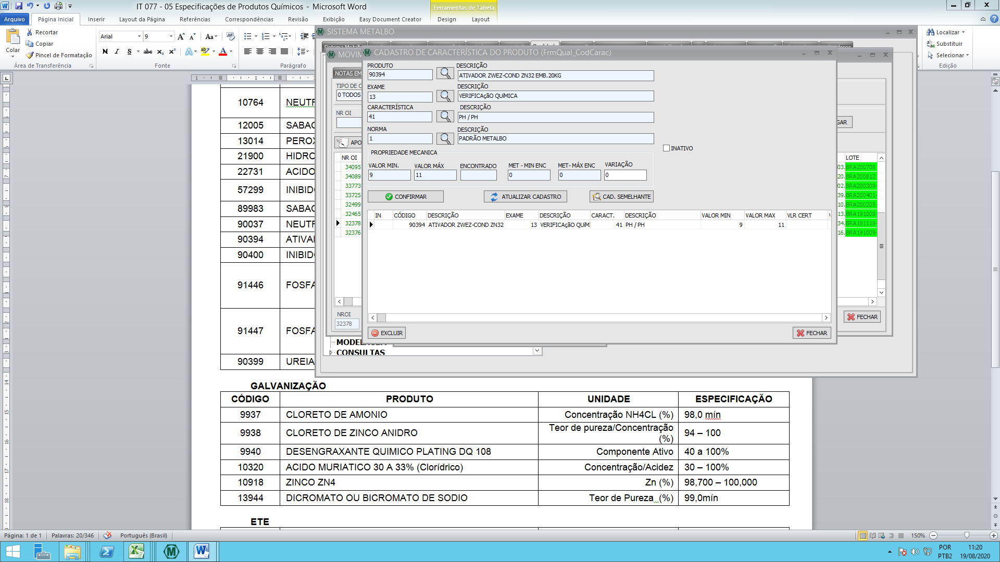 IT 077 - 05 Especificações de Produtos Químicos - Microsoft Word
Ferramentas de Tabela
Arquivo
Página Inicial
Inserir
Layout da Página
Referências
Correspondências
Revisão
Exibição
Easy Document Creator
Design
Layout
Colar
Recortar
Copiar
Pincel de Formatação
Área de Transferência
Arial
9
Fonte
Parágrafo
Localizar
Substituir
Selecionar
Edição
SISTEMA METALBO
MOVIM
CADASTRO DE CARACTERÍSTICA DO PRODUTO (FrmQual_CodCarac)
NOTAS EM
TIPO DE C
0 TODOS
NR OI
APO
NR OI
34095
34089
33773
33725
32499
32465
32378
32376
NROI
32378
PRODUTO
DESCRIÇÃO
90394
ATIVADOR ZWEZ-COND ZN32 EMB.20KG
EXAME
DESCRIÇÃO
13
VERIFICAçÃO QUíMICA
CARACTERÍSTICA
DESCRIÇÃO
41
PH / PH
NORMA
DESCRIÇÃO
1
PADRÃO METALBO
INATIVO
PROPRIEDADE MECANICA
VALOR MIN. VALOR MÁX ENCONTRADO MET - MIN ENC MET- MÁX ENC VARIAÇÃO
9 11 0 0 0
CONFIRMAR
ATUALIZAR CADASTRO
CAD. SEMELHANTE
IN CÓDIGO DESCRIÇÃO EXAME DESCRIÇÃO CARACT. DESCRIÇÃO VALOR MIN VALOR MAX VLR CERT
90394 ATIVADOR ZWEZ-COND ZN32 13 VERIFICAçÃO QUíMI 41 PH / PH 9 11
EXCLUIR
FECHAR
GAR
LOTE
03. BRA200708
20. BRA200812
02. BRA200309-
39. BRA200401-
10. BRA200205-
13. BRA191009-
34. BRA191119-
16. BRA191009-
FECHAR
CONSULTAS
10764 NEUTR
12005 SABAO
13014 PEROX
21900 HIDRO
22731 ACIDO
57299 INIBIDO
89983 SABAO
90037 NEUTR
90394 ATIVAD
90400 INIBIDO
91446 FOSFA
91447 FOSFA
90399 UREIA
GALVANIZAÇÃO
CÓDIGO PRODUTO UNIDADE ESPECIFICAÇÃO
9937 CLORETO DE AMONIO Concentração NH4CL (%) 98,0 mín
9938 CLORETO DE ZINCO ANIDRO Teor de pureza/Concentração (%) 94 – 100
9940 DESENGRAXANTE QUIMICO PLATING DQ 108 Componente Ativo 40 a 100%
10320 ACIDO MURIATICO 30 A 33% (Clorídrico) Concentração/Acidez 30 – 100%
10918 ZINCO ZN4 Zn (%) 98,700 – 100,000
13944 DICROMATO OU BICROMATO DE SODIO Teor de Pureza (%) 99,0mín
ETE
Página: 1 de 1
Palavras: 20/346
Português (Brasil)
150%
POR
PTB2
11:20
19/08/2020